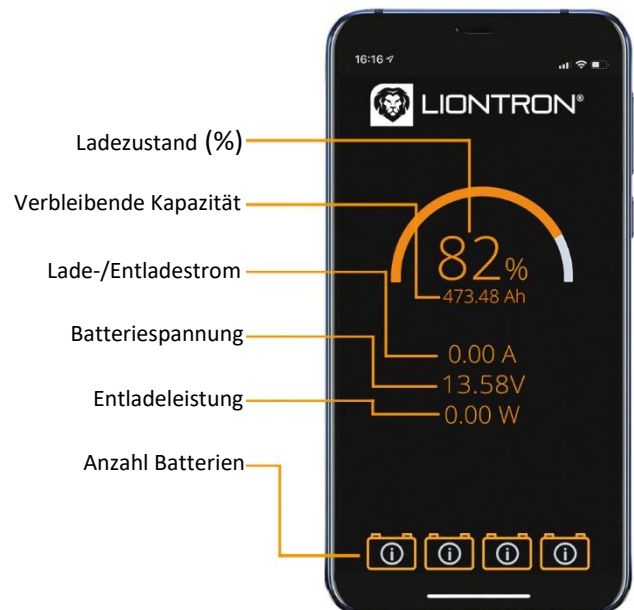 16:16
LIONTRON®
Ladezustand (%)
82%
Verbleibende Kapazität
473.48 Ah
Lade-/Entladestrom
0.00 A
Batteriespannung
13.58V
Entladeleistung
0.00 W
Anzahl Batterien